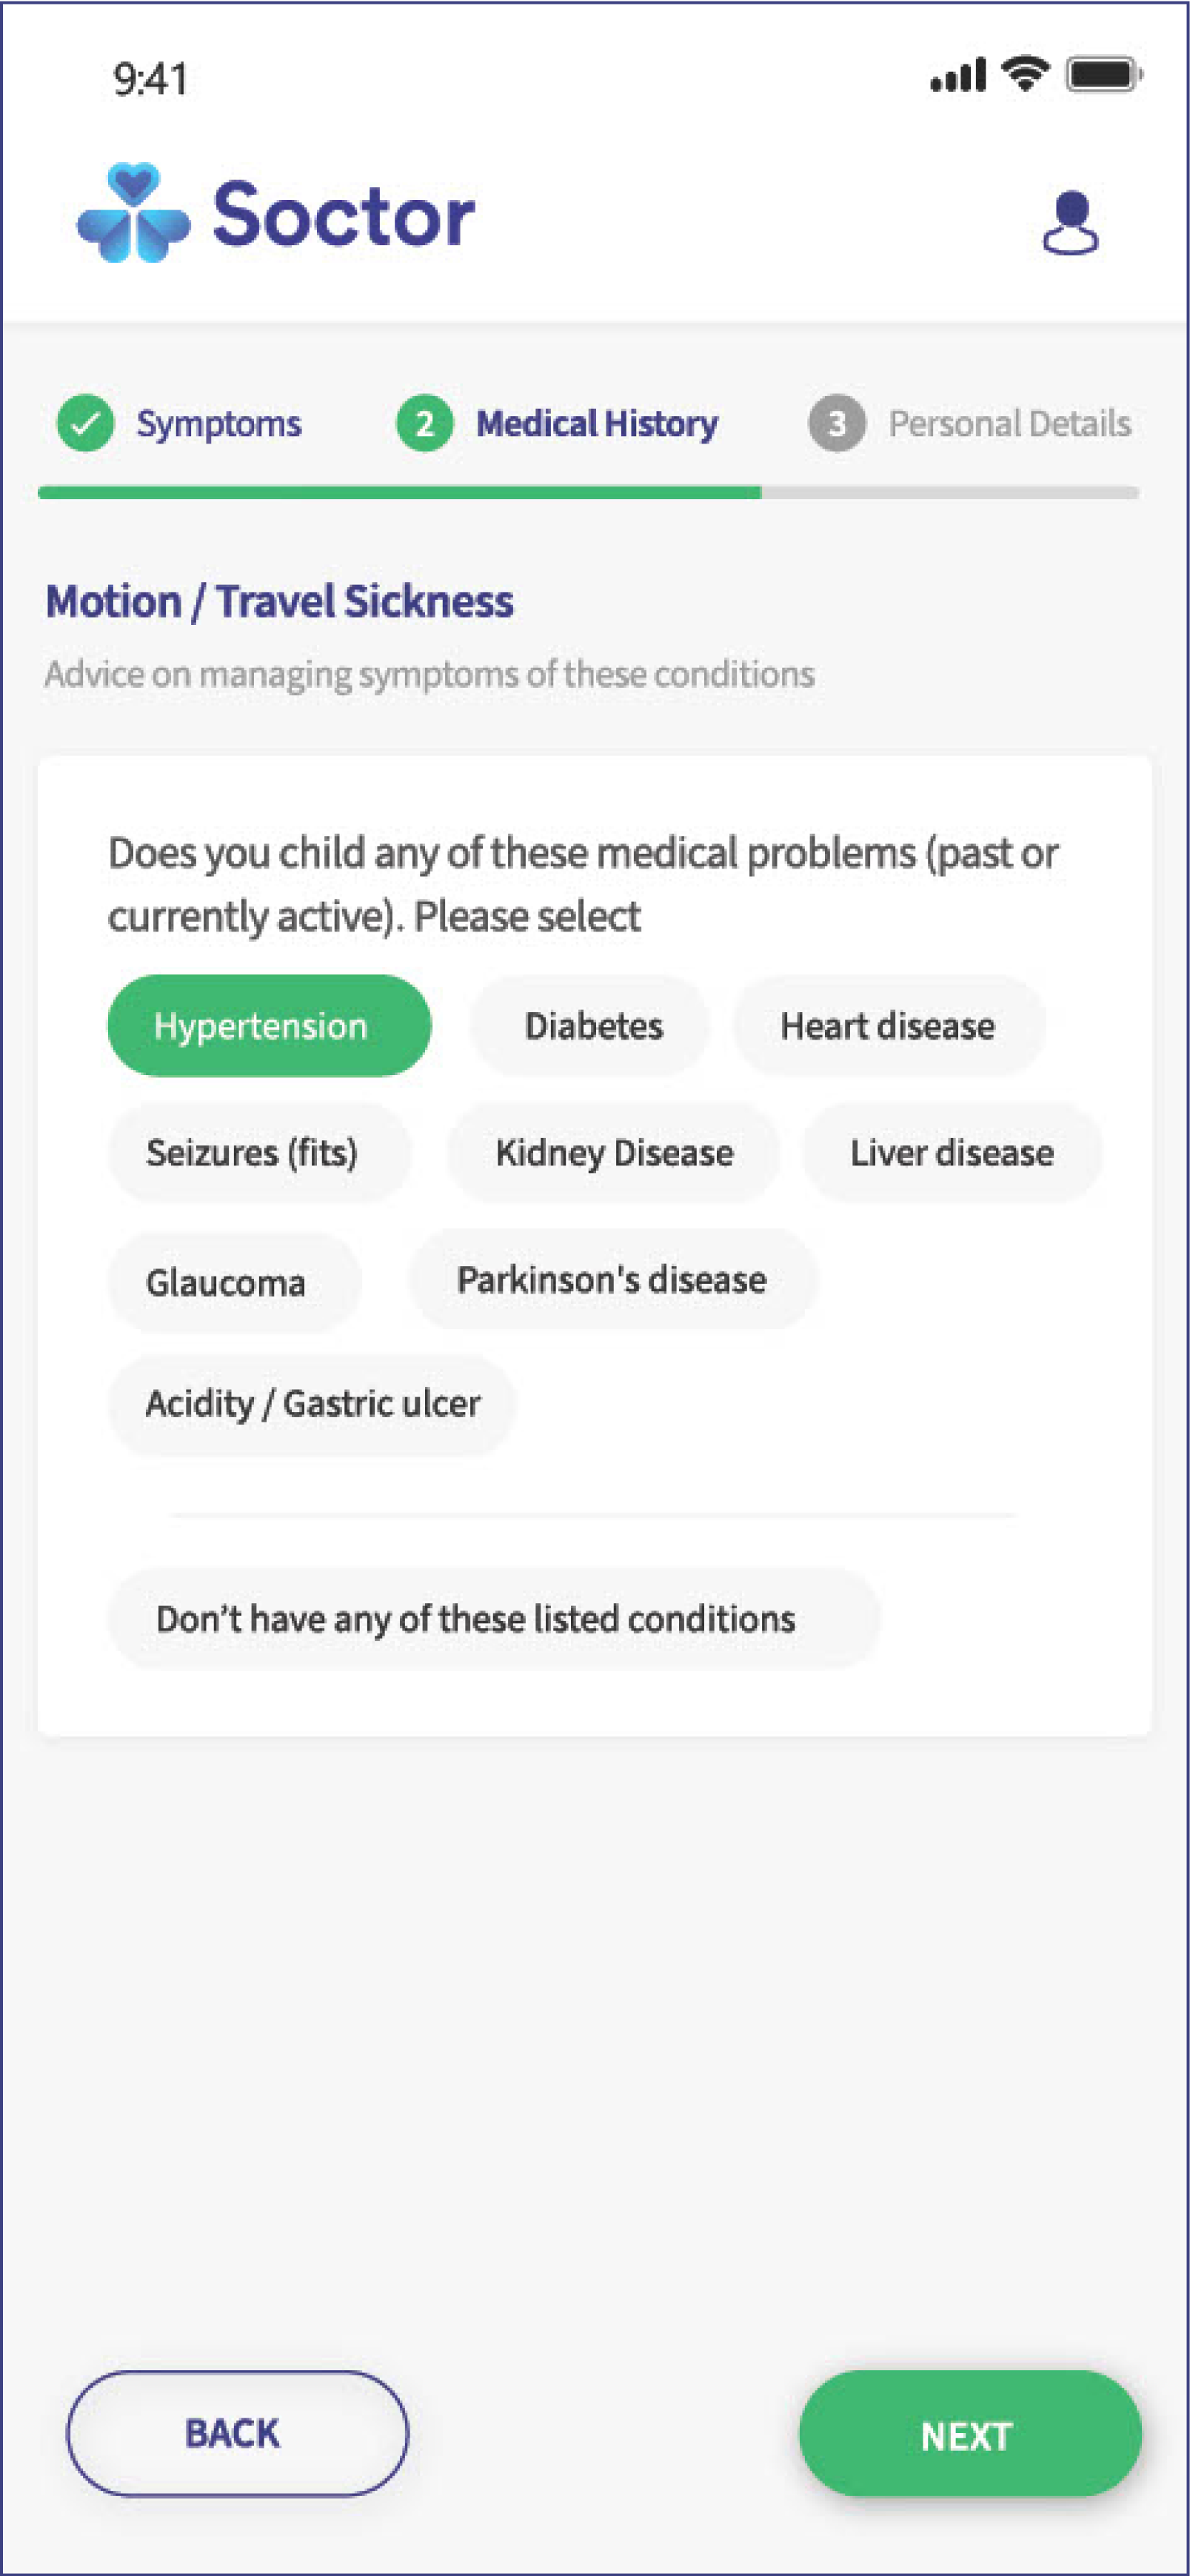 9:41
Soctor
Symptoms 2 Medical History 3 Personal Details
Motion / Travel Sickness
Advice on managing symptoms of these conditions
Does you child any of these medical problems (past or
currently active). Please select
Hypertension Diabetes Heart disease
Seizures (fits) Kidney Disease Liver disease
Glaucoma Parkinson's disease
Acidity / Gastric ulcer
Don’t have any of these listed conditions
BACK NEXT